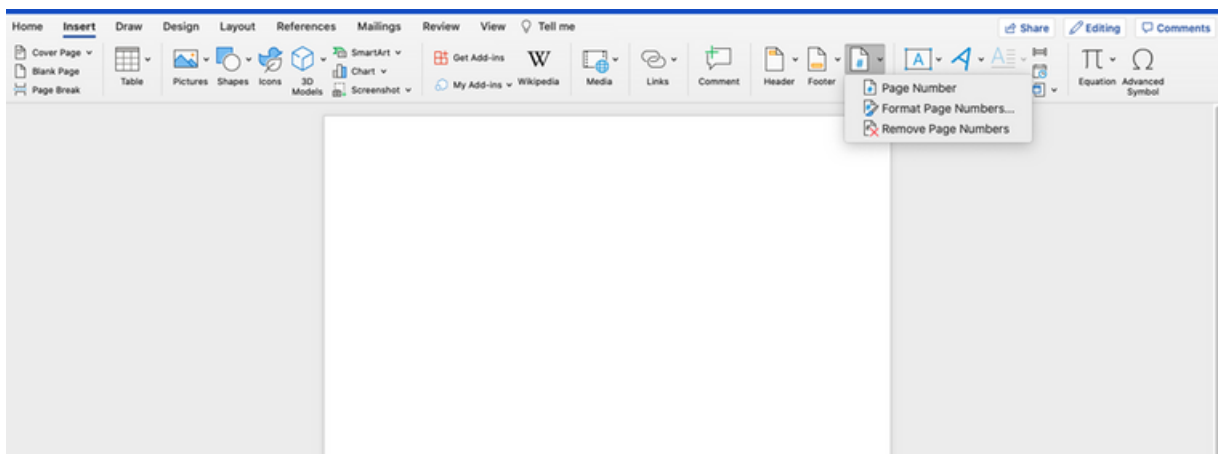 Home Insert Draw Design Layout References Mailings Review View Tell me Share Editing Comments
Cover Page
Blank Page
Page Break
Table
Pictures Shapes Icons 3D
Models
SmartArt
Chart
Screenshot
Get Add-ins
My Add-ins
W
Wikipedia
Media
Links
Comment
Header Footer
#
A A A
Equation Advanced
Symbol
π Ω
Page Number
Format Page Numbers...
Remove Page Numbers